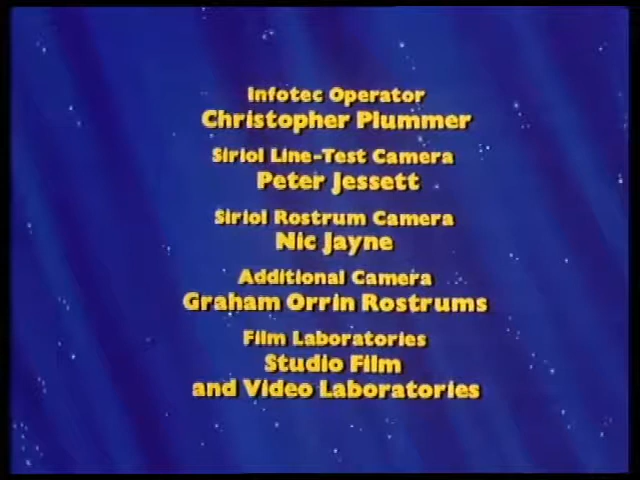 Infotec Operator
Christopher Plummer
Siriol Line-Test Camera
Peter Jessett
Siriol Rostrum Camera
Nic Jayne
Additional Camera
Graham Orrin Rostrums
Film Laboratories
Studio Film
and Video Laboratories